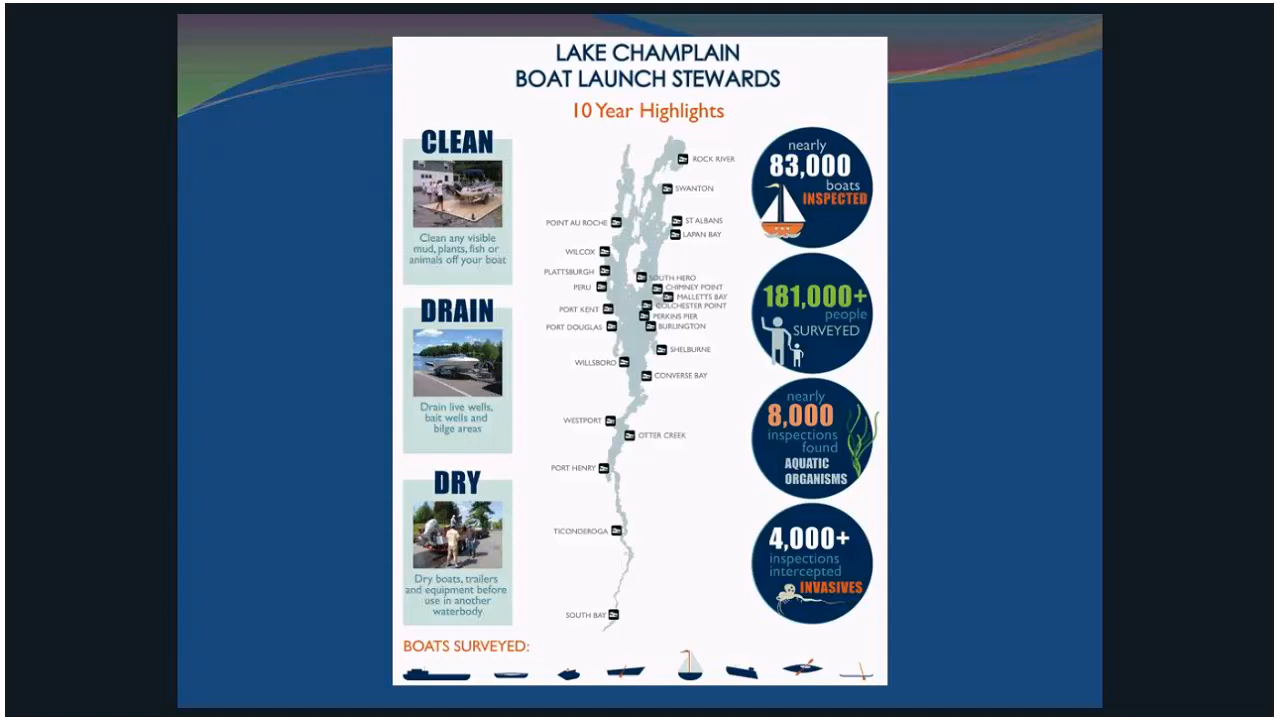 LAKE CHAMPLAIN
BOAT LAUNCH STEWARDS
10 Year Highlights
CLEAN
Clean any visible
mud, plants, fish or
animals off your boat
DRAIN
Drain live wells,
bait wells and
bilge areas
DRY
Dry boats, trailers
and equipment before
use in another
waterbody
ROCK RIVER
SWANTON
POINT AU ROCHE
ST ALBANS
LAPAN BAY
WILCOX
PLATTSBURGH
SOUTH HERO
PERU
CHIMNEY POINT
MALLETTS BAY
COLCHESTER POINT
PORT KENT
PERKINS PIER
PORT DOUGLAS
BURLINGTON
SHELBURNE
WILLSBORO
CONVERSE BAY
WESTPORT
OTTER CREEK
PORT HENRY
TICONDEROGA
SOUTH BAY
nearly
83,000
boats
INSPECTED
181,000+
people
SURVEYED
nearly
8,000
inspections
found
AQUATIC
ORGANISMS
4,000+
inspections
intercepted
INVASIVES
BOATS SURVEYED: